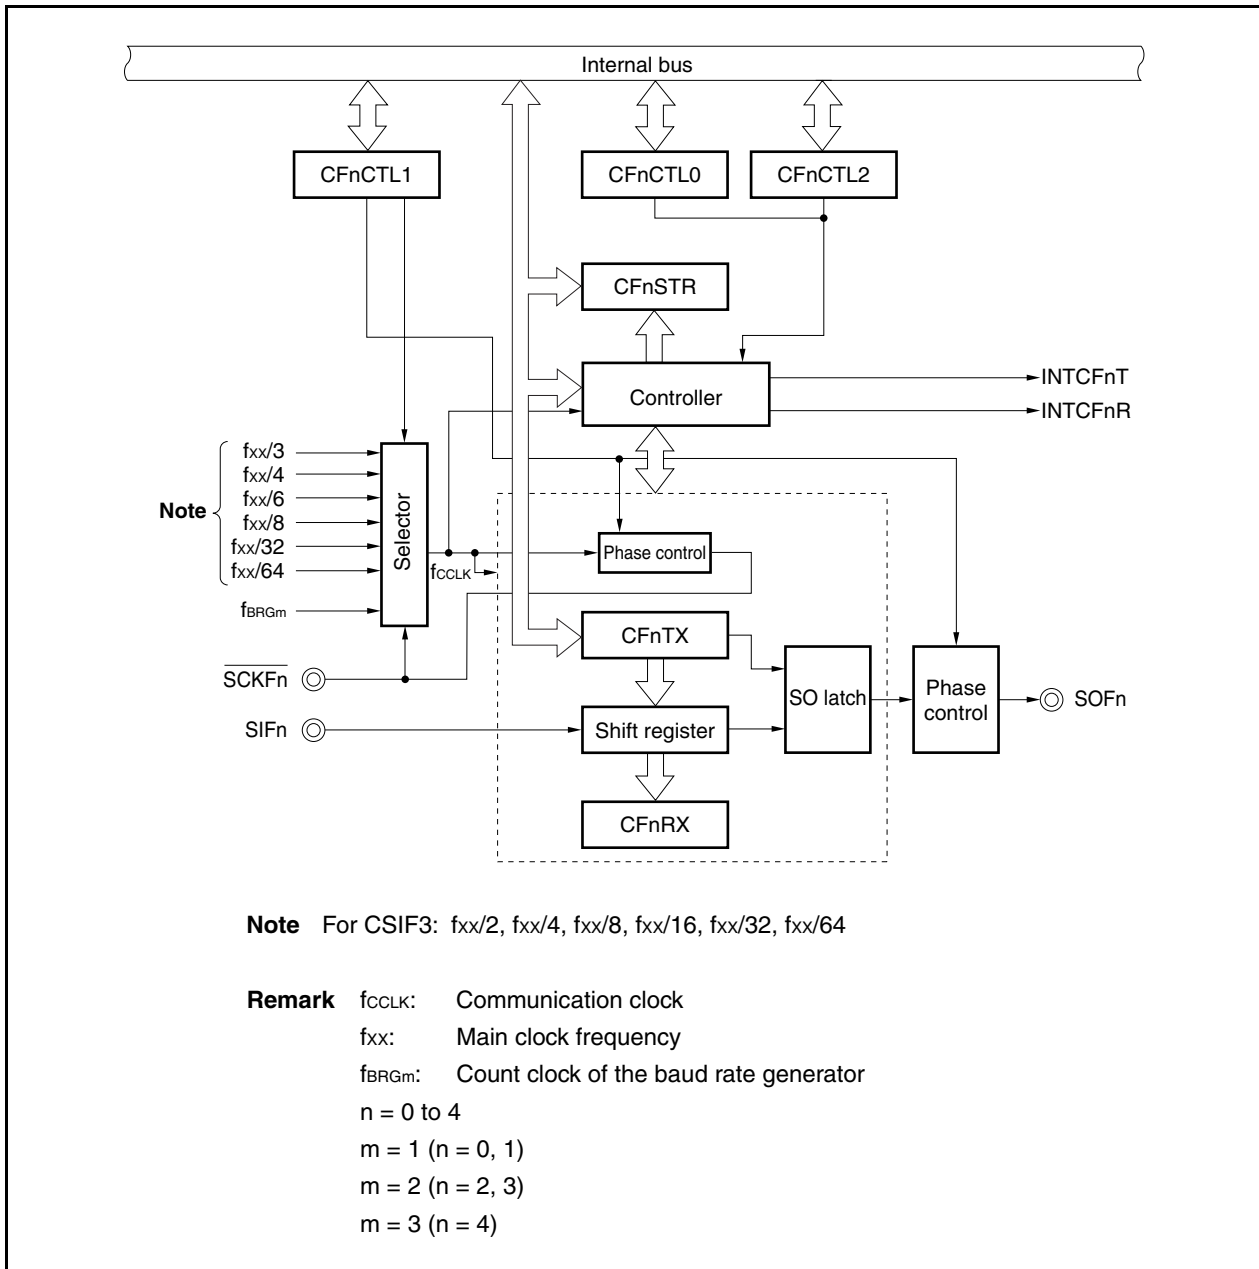 Internal bus
CFnCTL1
CFnCTL0
CFnCTL2
CFnSTR
Controller
INTCFnT
INTCFnR
Note
fxx/3
fxx/4
fxx/6
fxx/8
fxx/32
fxx/64
fBRGm
Selector
fCCLK
Phase control
SCKFn
SIFn
CFnTX
Shift register
CFnRX
SO latch
Phase
control
SOFn
Note For CSIF3: fxx/2, fxx/4, fxx/8, fxx/16, fxx/32, fxx/64
Remark fCCLK: Communication clock
fxx: Main clock frequency
fBRGm: Count clock of the baud rate generator
n = 0 to 4
m = 1 (n = 0, 1)
m = 2 (n = 2, 3)
m = 3 (n = 4)